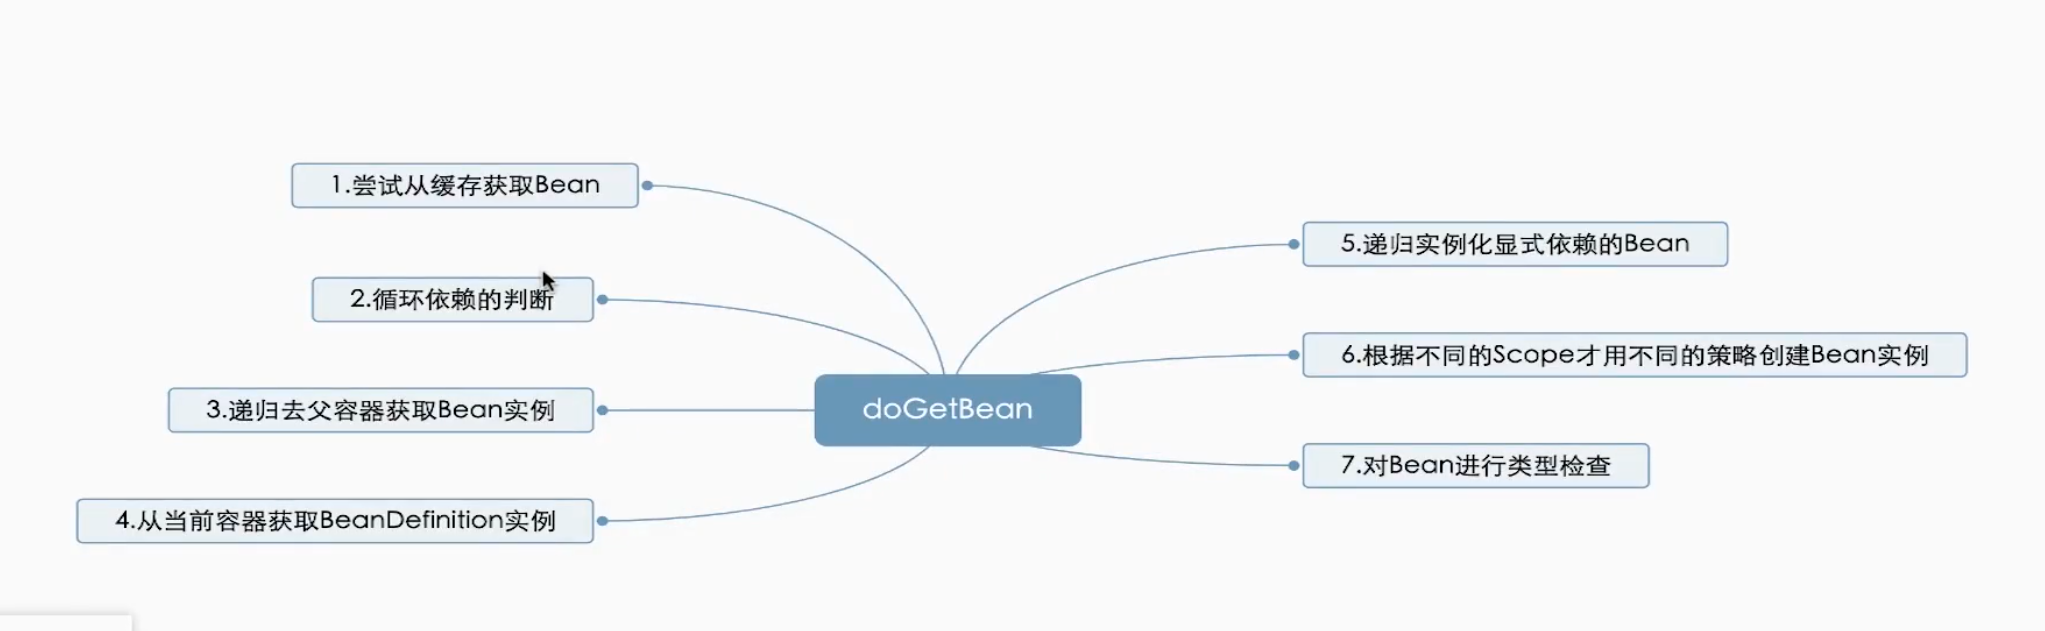 1.尝试从缓存获取Bean
2.循环依赖的判断
3.递归去父容器获取Bean实例
4.从当前容器获取BeanDefinition实例
doGetBean
5.递归实例化显式依赖的Bean
6.根据不同的Scope才用不同的策略创建Bean实例
7.对Bean进行类型检查